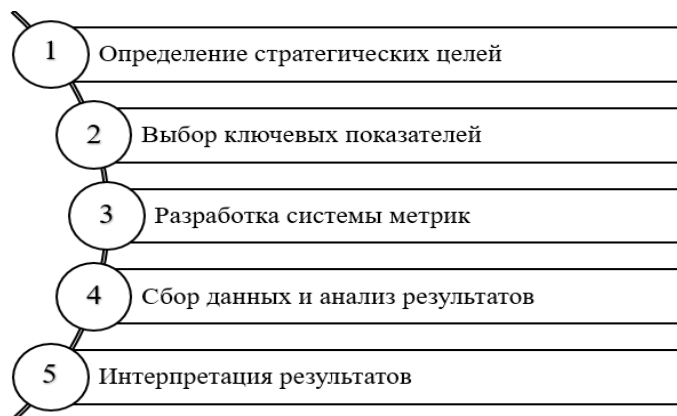 1 Определение стратегических целей
2 Выбор ключевых показателей
3 Разработка системы метрик
4 Сбор данных и анализ результатов
5 Интерпретация результатов